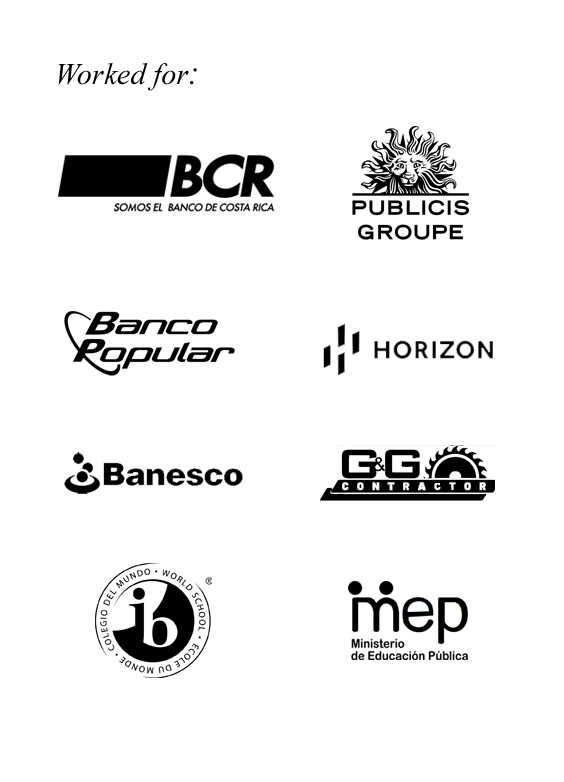 Worked for:
BCR
SOMOS EL BANCO DE COSTA RICA
PUBLICIS
GROUPE
Banco
Popular
HORIZON
Banesco
G&G
CONTRACTOR
COLEGIO DEL MUNDO • WORLD SCHOOL • ECOLE DU MONDE •
ib
®
mep
Ministerio
de Educación Pública